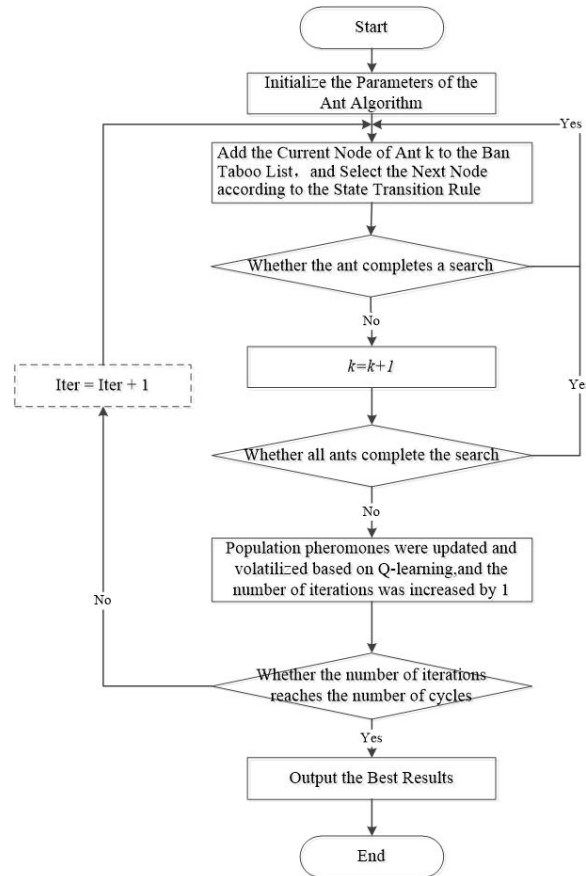 Start
Initialize the Parameters of the
Ant Algorithm
Yes
Add the Current Node of Ant k to the Ban
Taboo List, and Select the Next Node
according to the State Transition Rule
Whether the ant completes a search
No
k=k+1
Iter = Iter + 1
Yes
Whether all ants complete the search
No
Population pheromones were updated and
volatilized based on Q-learning,and the
number of iterations was increased by 1
No
Whether the number of iterations
reaches the number of cycles
Yes
Output the Best Results
End